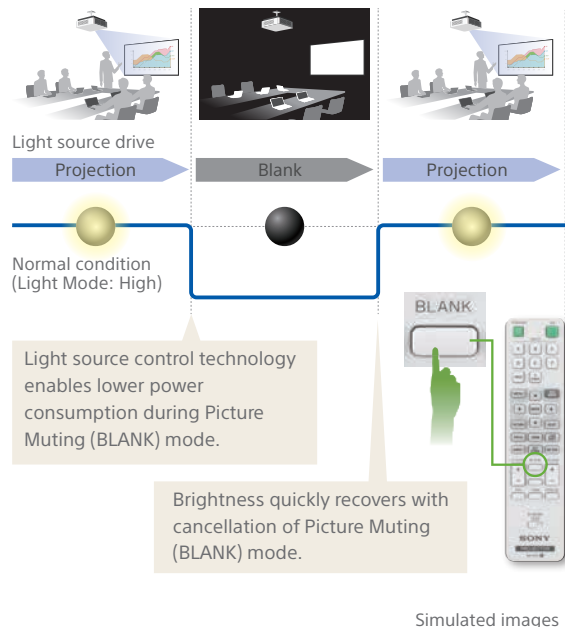 Light source drive
Projection
Blank
Projection
Normal condition
(Light Mode: High)
BLANK
Light source control technology
enables lower power
consumption during Picture
Muting (BLANK) mode.
Brightness quickly recovers with
cancellation of Picture Muting
(BLANK) mode.
SONY
PROJECTOR
Simulated images